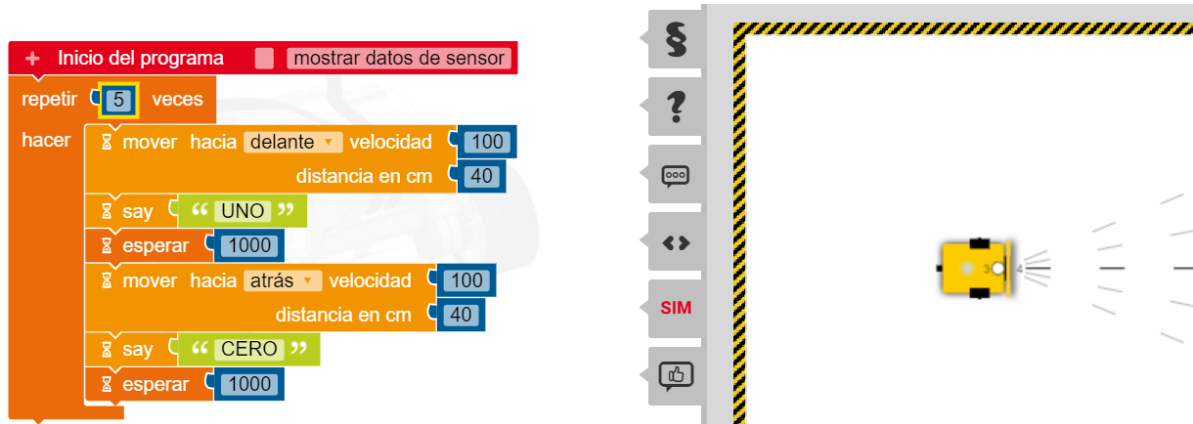 + Inicio del programa mostrar datos de sensor
repetir 5 veces
hacer mover hacia delante velocidad 100
distancia en cm 40
say “ UNO ”
esperar 1000
mover hacia atrás velocidad 100
distancia en cm 40
say “ CERO ”
esperar 1000
§
?
SIM
3 4